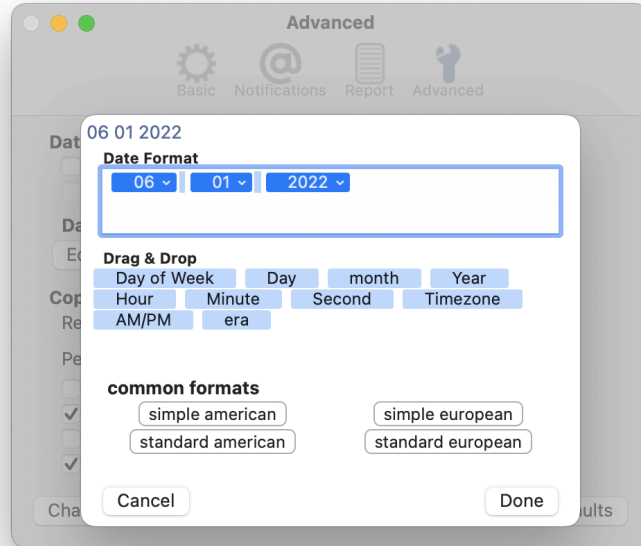 Advanced
Basic Notifications Report Advanced
06 01 2022
Date Format
06 01 2022
Drag & Drop
Day of Week Day month Year
Hour Minute Second Timezone
AM/PM era
common formats
simple american simple european
standard american standard european
Cancel Done